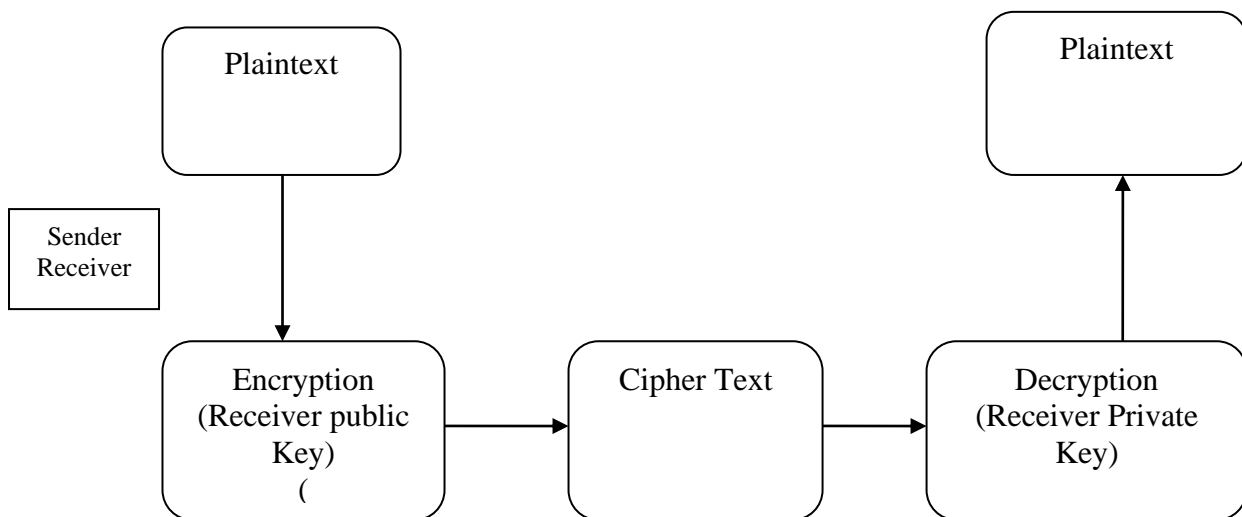 Plaintext
Plaintext
Sender
Receiver
Encryption
(Receiver public
Key)
(
Cipher Text
Decryption
(Receiver Private
Key)